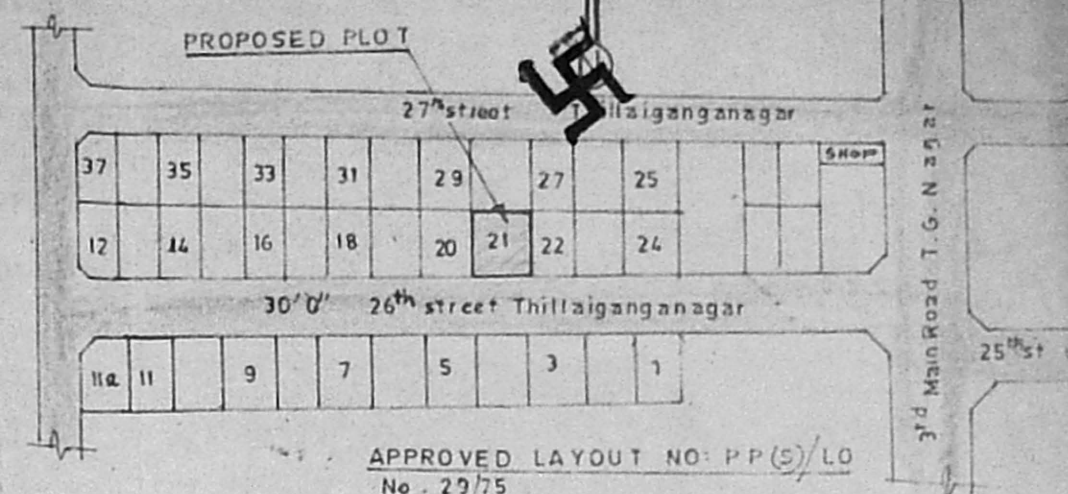 PROPOSED PLOT
N
27th street Thillaiganganagar
SHOP
37 35 33 31 29 27 25
12 14 16 18 20 21 22 24
30'0" 26th street Thillaiganganagar
3rd Main Road T. G. Nagar
25th st
11a 11 9 7 5 3 1
APPROVED LAYOUT NO: PP(S)/LO
No. 29/75